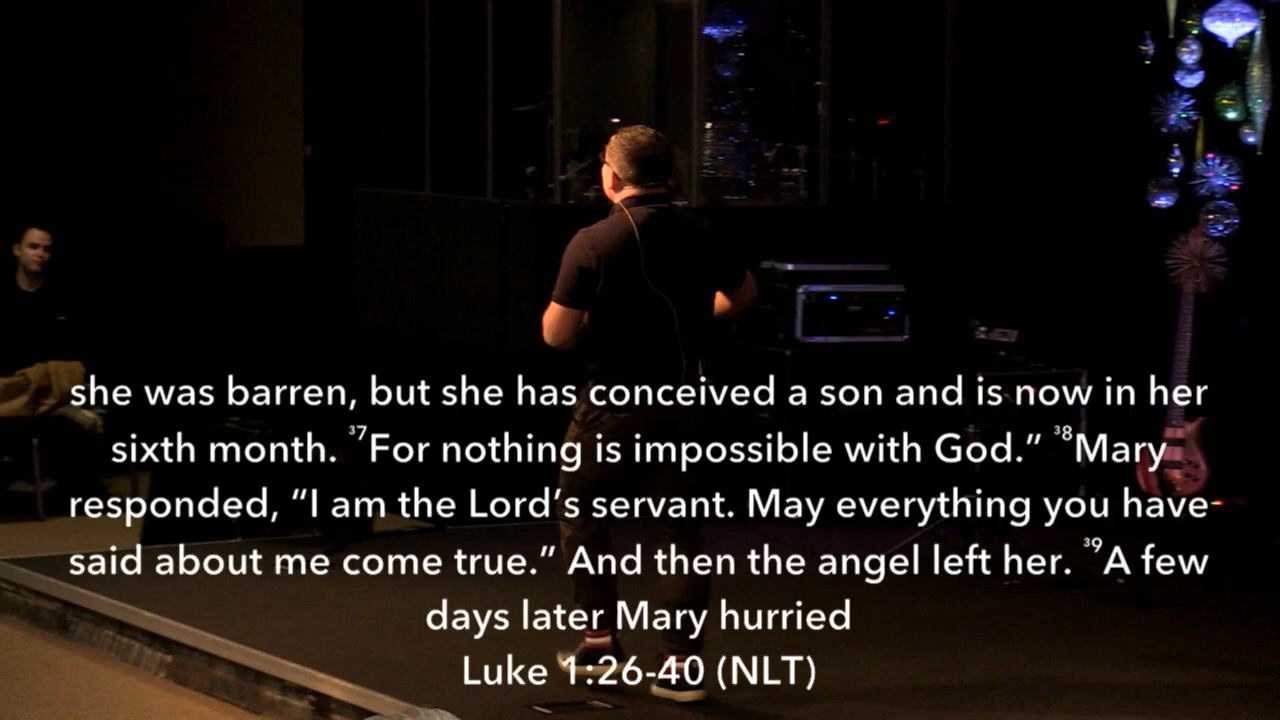 she was barren, but she has conceived a son and is now in her
sixth month. ³⁷For nothing is impossible with God.” ³⁸Mary
responded, “I am the Lord’s servant. May everything you have
said about me come true.” And then the angel left her. ³⁹A few
days later Mary hurried
Luke 1:26-40 (NLT)